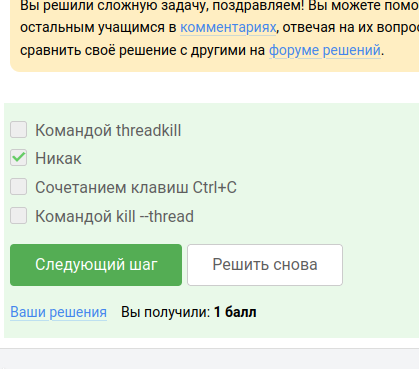 Вы решили сложную задачу, поздравляем! Вы можете помо
остальным учащимся в комментариях, отвечая на их вопрос
сравнить своё решение с другими на форуме решений.
Командой threadkill
Никак
Сочетанием клавиш Ctrl+C
Командой kill --thread
Следующий шаг
Решить снова
Ваши решения Вы получили: 1 балл